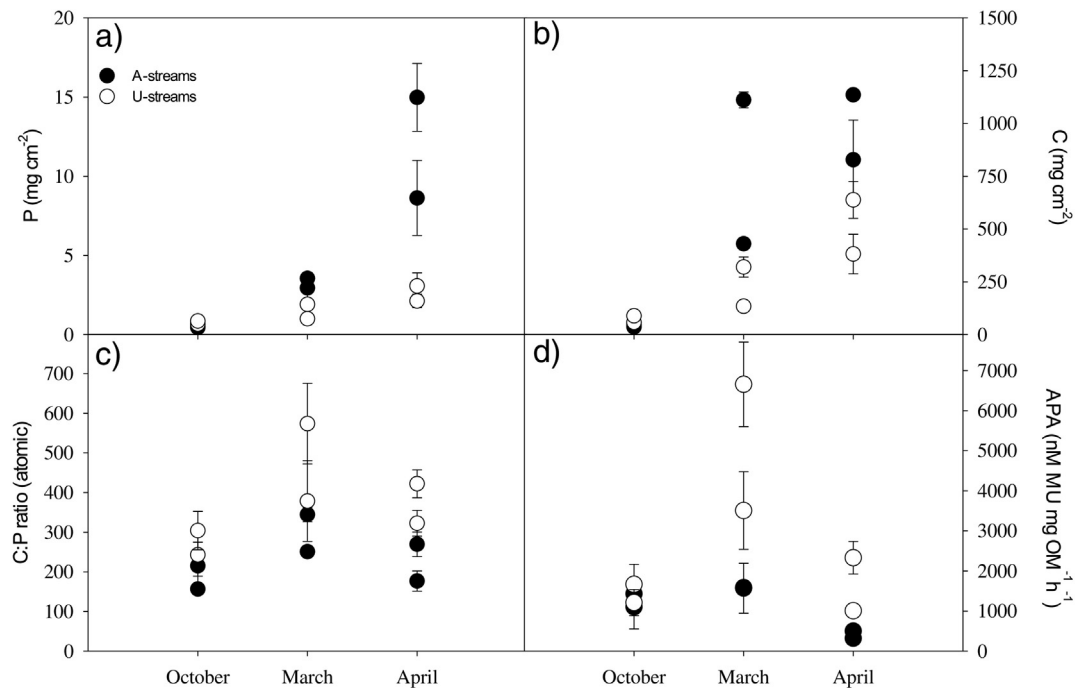 a)
A-streams
U-streams
20
15
10
5
0
P (mg cm-2)
b)
1500
1250
1000
750
500
250
0
C (mg cm-2)
c)
700
600
500
400
300
200
100
0
C:P ratio (atomic)
October
March
April
d)
7000
6000
5000
4000
3000
2000
1000
0
APA (nM MU mg OM-1 h-1)
October
March
April